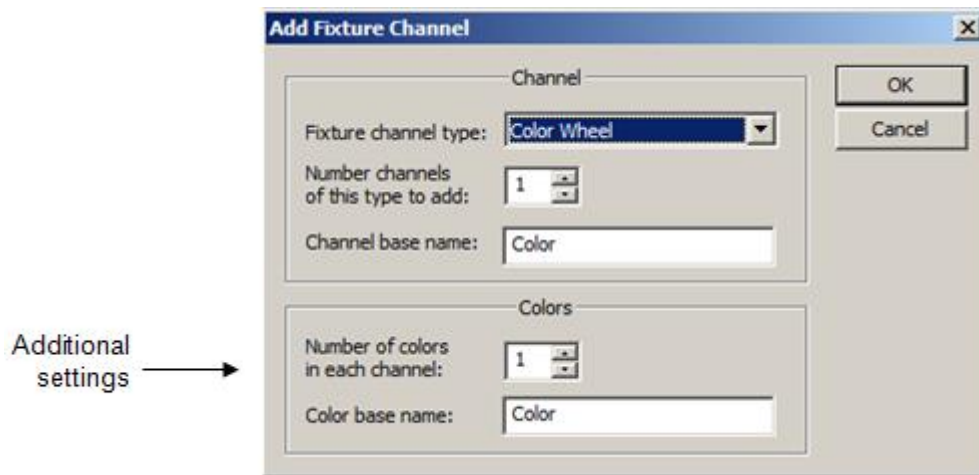 Add Fixture Channel
Channel
OK
Fixture channel type:
Color Wheel
Cancel
Number channels
of this type to add:
1
Channel base name:
Color
Colors
Additional
settings
Number of colors
in each channel:
1
Color base name:
Color